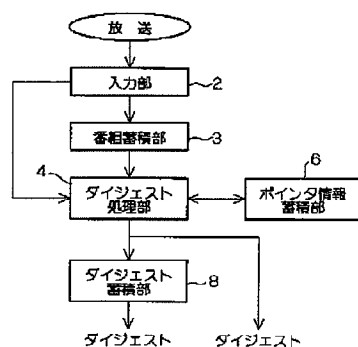 放 送
入力部
2
番組蓄積部
3
4
6
ダイジェスト
処理部
ポインタ情報
蓄積部
ダイジェスト
蓄積部
8
ダイジェスト
ダイジェスト